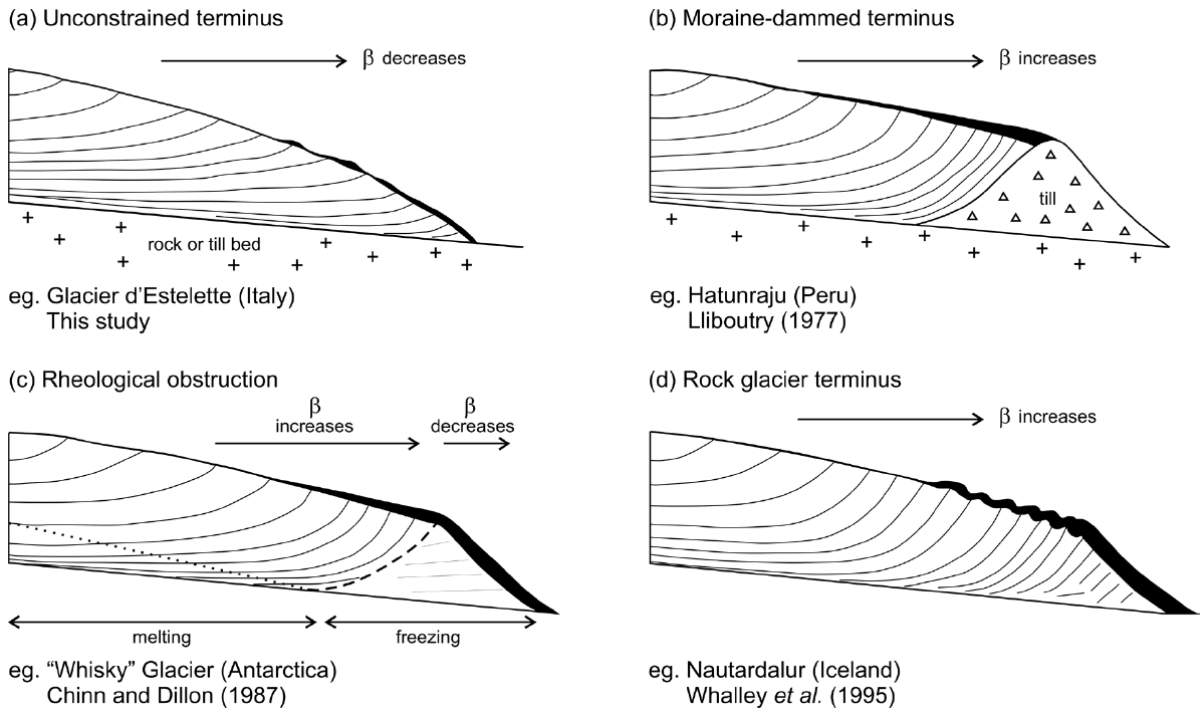 (a) Unconstrained terminus
β decreases
rock or till bed
eg. Glacier d’Estelette (Italy)
This study
(b) Moraine-dammed terminus
β increases
till
eg. Hatunraju (Peru)
Lliboutry (1977)
(c) Rheological obstruction
β
increases
β
decreases
melting
freezing
eg. “Whisky” Glacier (Antarctica)
Chinn and Dillon (1987)
(d) Rock glacier terminus
β increases
eg. Nautardalur (Iceland)
Whalley et al. (1995)